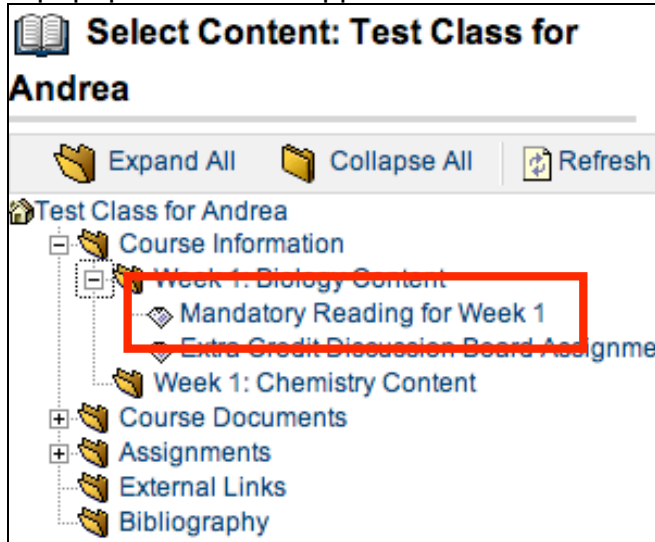 Select Content: Test Class for
Andrea
Expand All Collapse All Refresh
Test Class for Andrea
Course Information
Week 1: Biology Content
Mandatory Reading for Week 1
Extra Credit Discussion Board Assignme
Week 1: Chemistry Content
Course Documents
Assignments
External Links
Bibliography